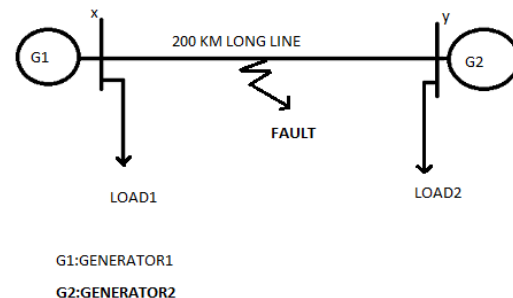 x
y
G1
200 KM LONG LINE
G2
FAULT
LOAD1
LOAD2
G1:GENERATOR1
G2:GENERATOR2